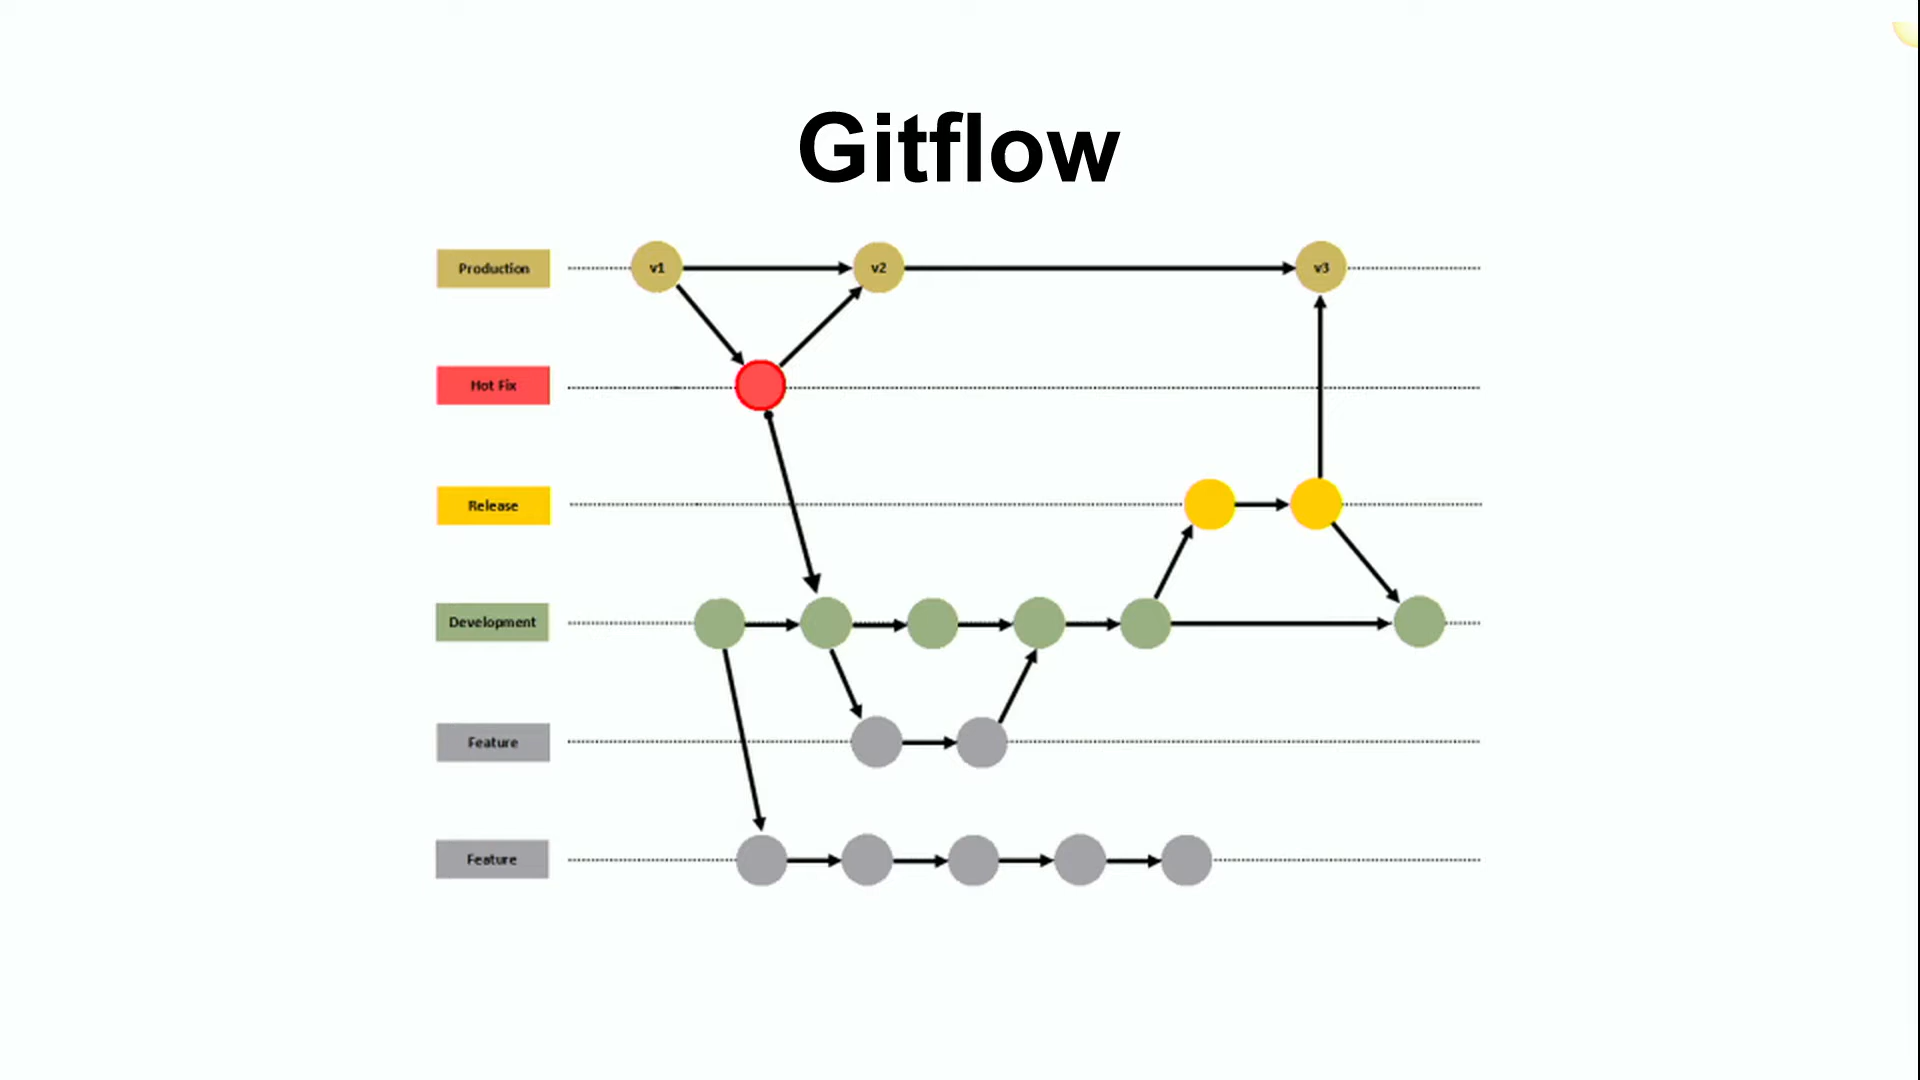 Gitflow
Production
v1
v2
v3
Hot Fix
Release
Development
Feature
Feature